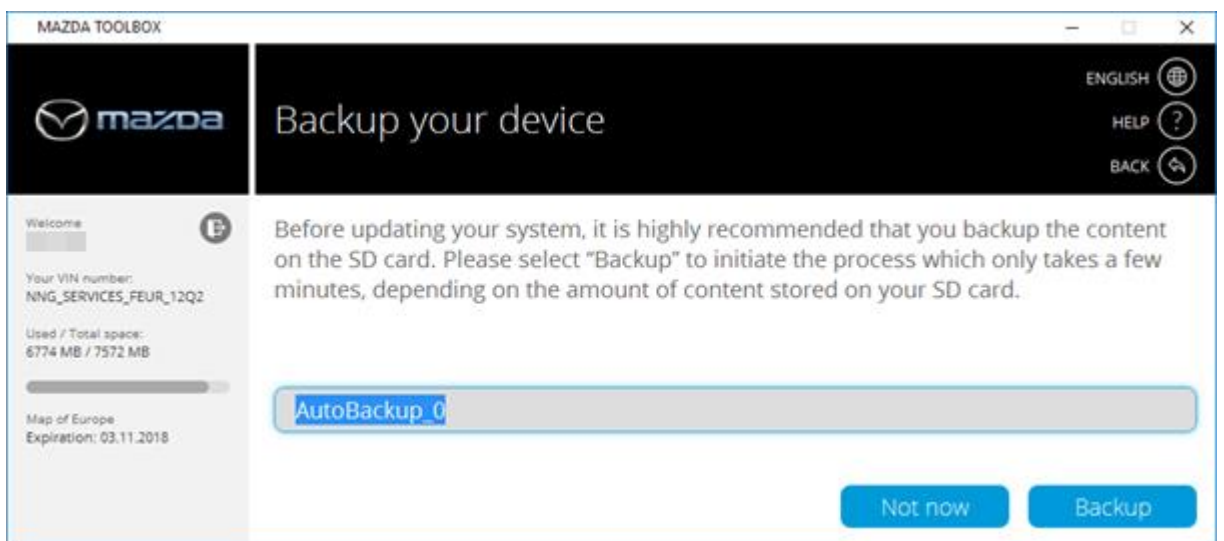 MAZDA TOOLBOX
mazda
Backup your device
ENGLISH
HELP ?
BACK
Welcome
Your VIN number:
NNG_SERVICES_FEUR_12Q2
Used / Total space:
6774 MB / 7572 MB
Map of Europe
Expiration: 03.11.2018
Before updating your system, it is highly recommended that you backup the content
on the SD card. Please select "Backup" to initiate the process which only takes a few
minutes, depending on the amount of content stored on your SD card.
AutoBackup_0
Not now
Backup